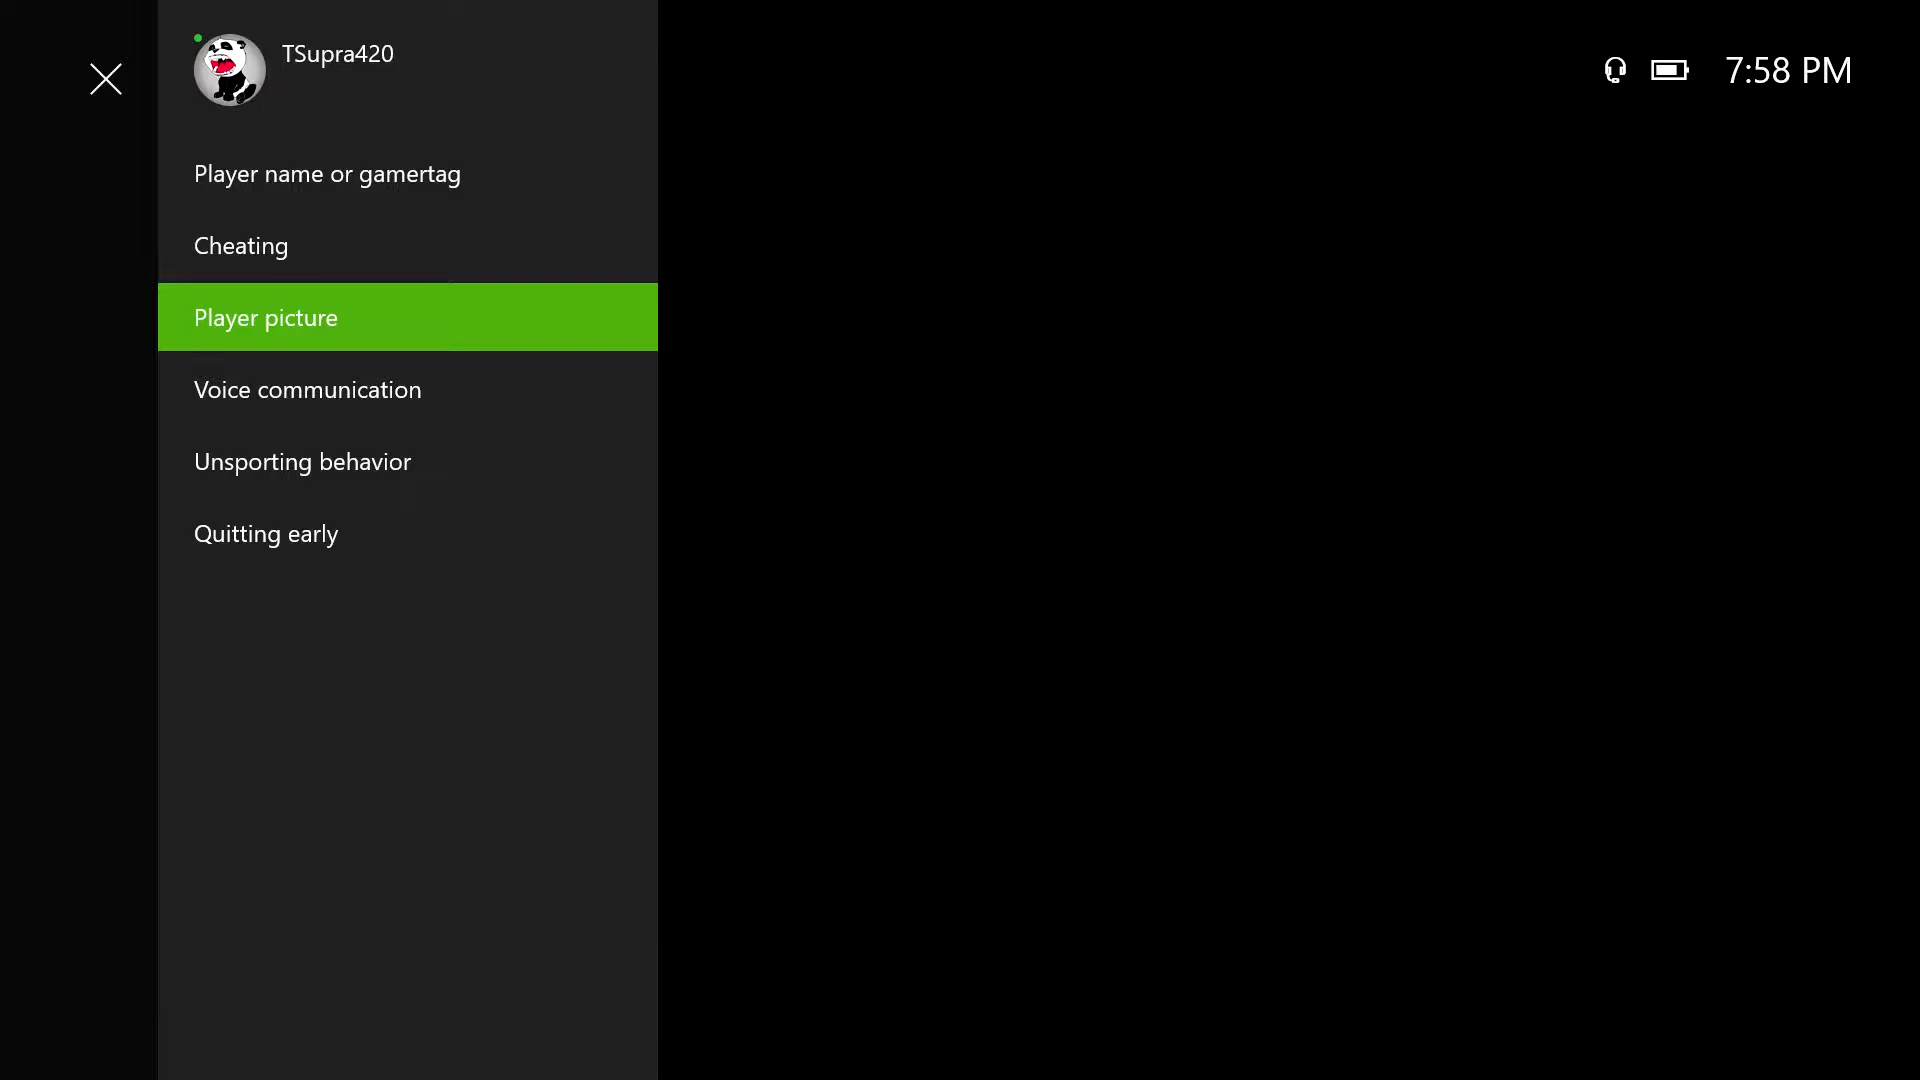 TSupra420
7:58 PM
Player name or gamertag
Cheating
Player picture
Voice communication
Unsporting behavior
Quitting early